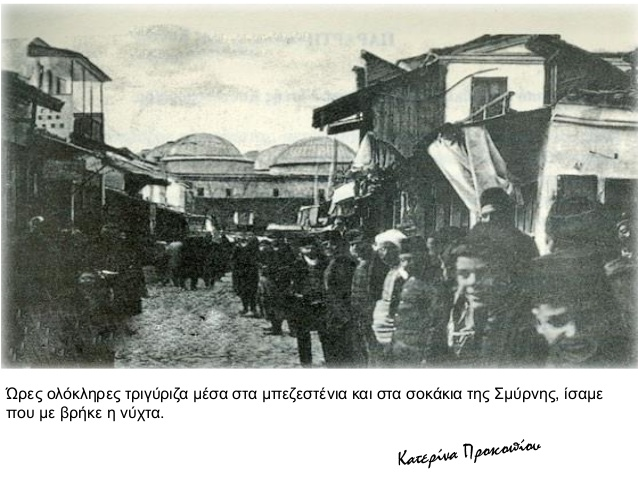 Ώρες ολόκληρες τριγύριζα μέσα στα μπεζεστένια και στα σοκάκια της Σμύρνης, ίσαμε
που με βρήκε η νύχτα.
Κατερίνα Προκοπίου